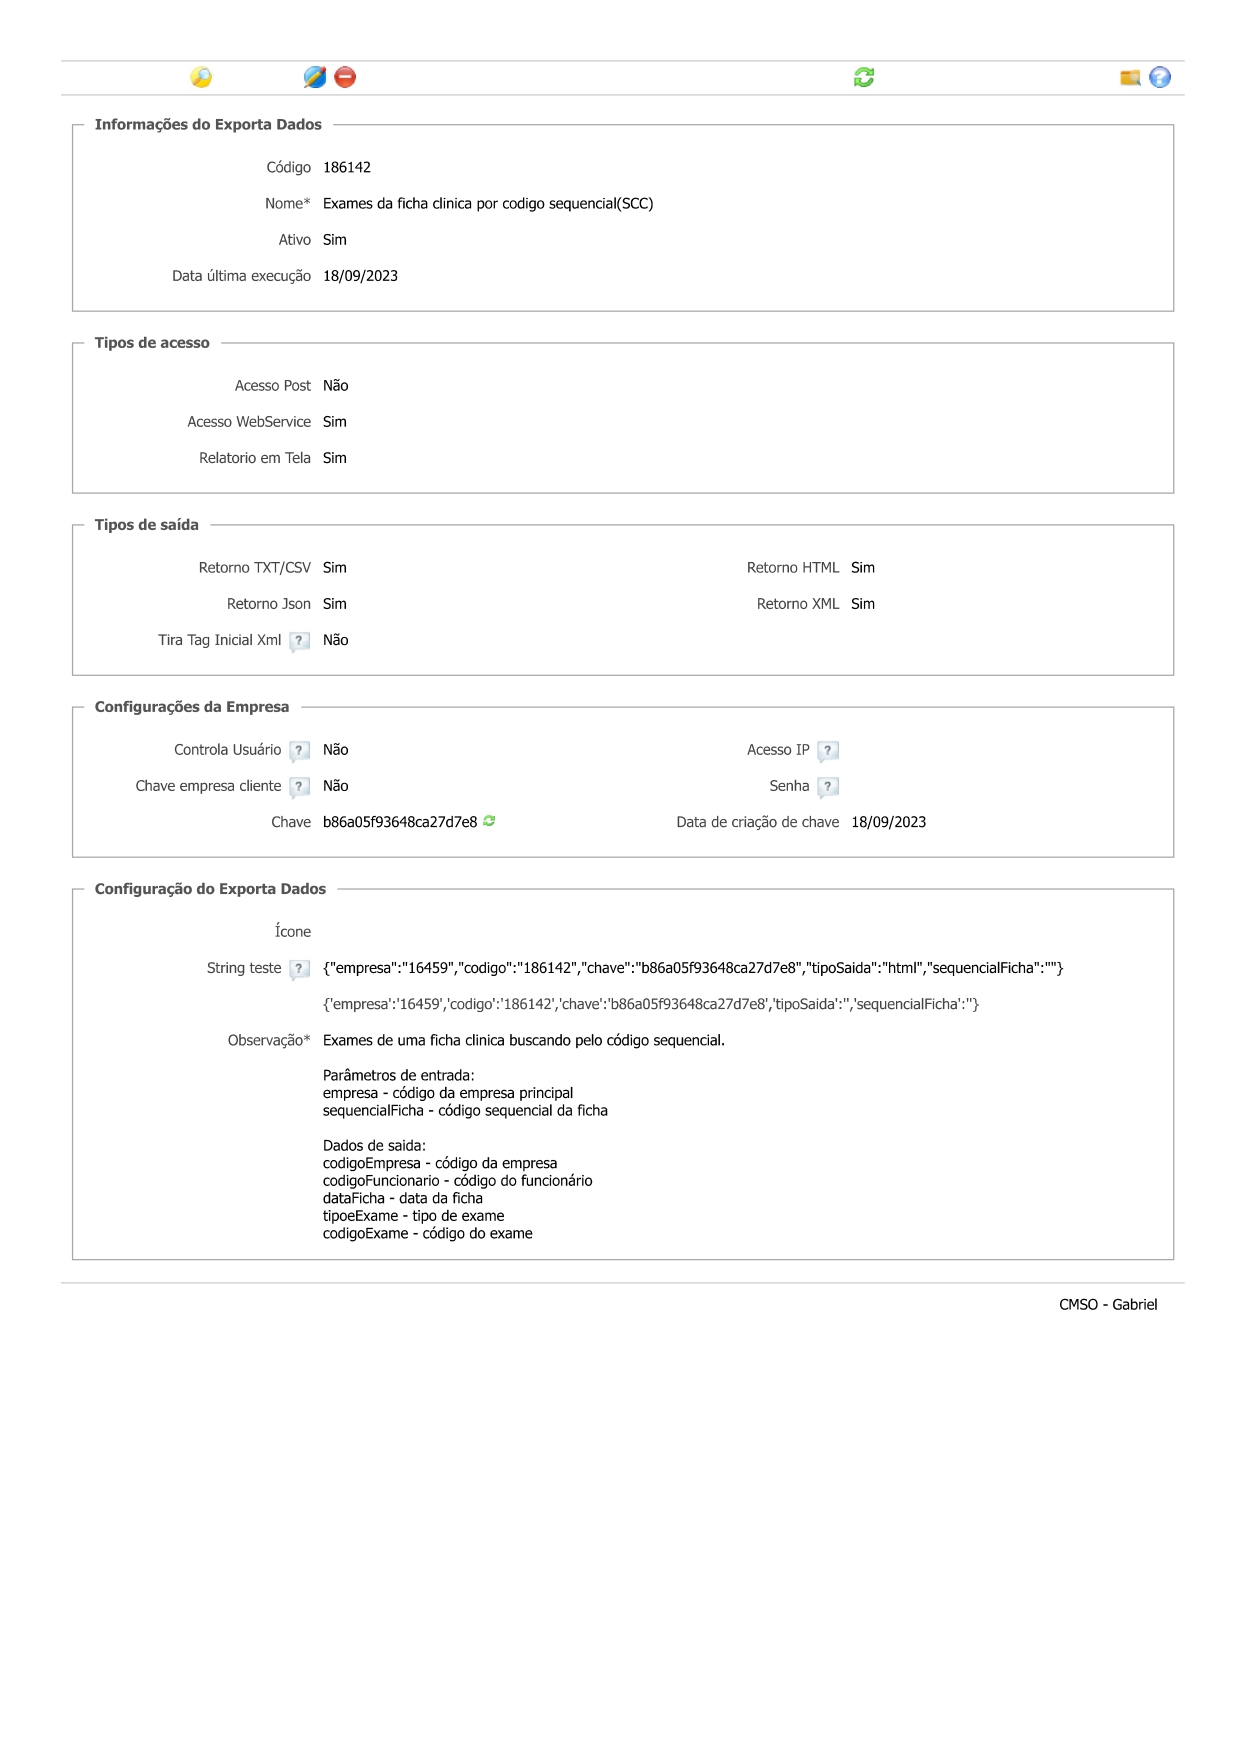 Informações do Exporta Dados
Código 186142
Nome* Exames da ficha clinica por codigo sequencial(SCC)
Ativo Sim
Data última execução 18/09/2023
Tipos de acesso
Acesso Post Não
Acesso WebService Sim
Relatorio em Tela Sim
Tipos de saída
Retorno TXT/CSV Sim Retorno HTML Sim
Retorno Json Sim Retorno XML Sim
Tira Tag Inicial Xml ? Não
Configurações da Empresa
Controla Usuário ? Não Acesso IP ?
Chave empresa cliente ? Não Senha ?
Chave b86a05f93648ca27d7e8 Data de criação de chave 18/09/2023
Configuração do Exporta Dados
Ícone
String teste ? {"empresa":"16459","codigo":"186142","chave":"b86a05f93648ca27d7e8","tipoSaida":"html","sequencialFicha":""}
{'empresa':'16459','codigo':'186142','chave':'b86a05f93648ca27d7e8','tipoSaida':'','sequencialFicha':''}
Observação* Exames de uma ficha clinica buscando pelo código sequencial.
Parâmetros de entrada:
empresa - código da empresa principal
sequencialFicha - código sequencial da ficha
Dados de saida:
codigoEmpresa - código da empresa
codigoFuncionario - código do funcionário
dataFicha - data da ficha
tipoeExame - tipo de exame
codigoExame - código do exame
CMSO - Gabriel